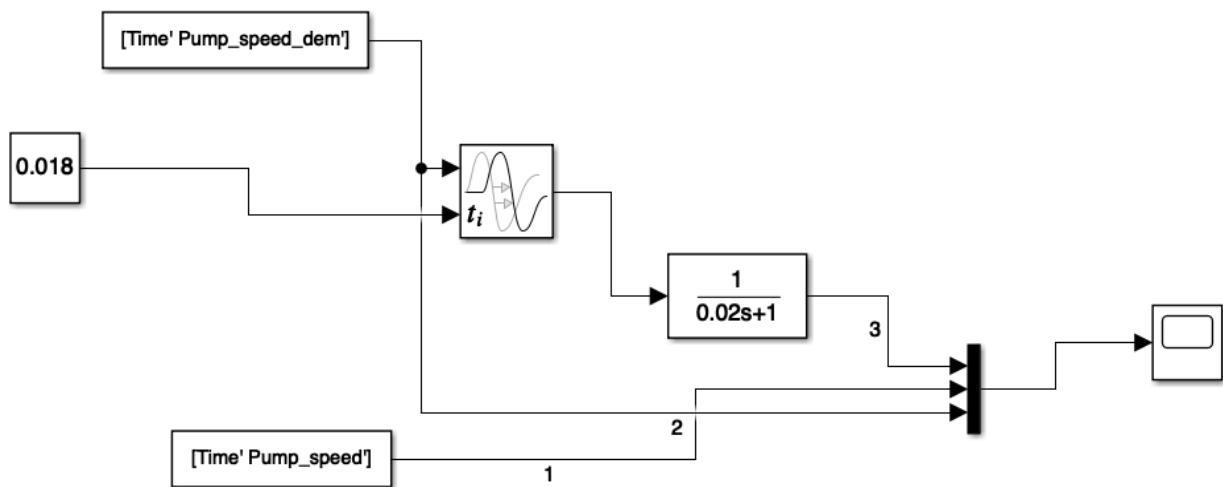 [Time' Pump_speed_dem']
0.018
t_i
1
0.02s+1
3
2
[Time' Pump_speed']
1